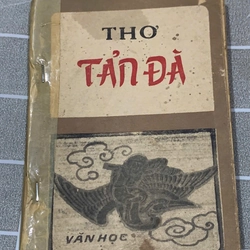 THƠ
TẢN ĐÀ
VĂN HỌC